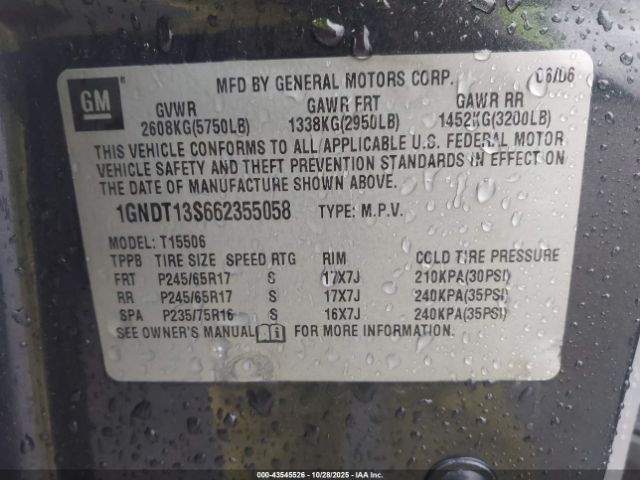 GM
MFD BY GENERAL MOTORS CORP. 06/06
GVWR GAWR FRT GAWR RR
2608KG(5750LB) 1338KG(2950LB) 1452KG(3200LB)
THIS VEHICLE CONFORMS TO ALL APPLICABLE U.S. FEDERAL MOTOR
VEHICLE SAFETY AND THEFT PREVENTION STANDARDS IN EFFECT ON
THE DATE OF MANUFACTURE SHOWN ABOVE.
1GNDT13S662355058 TYPE: M.P.V.
MODEL: T15506
TPPB TIRE SIZE SPEED RTG RIM COLD TIRE PRESSURE
FRT P245/65R17 S 17X7J 210KPA(30PSI)
RR P245/65R17 S 17X7J 240KPA(35PSI)
SPA P235/75R16 S 16X7J 240KPA(35PSI)
SEE OWNER'S MANUAL FOR MORE INFORMATION.
000-43545526 | 10/28/2025 | IAAI.COM